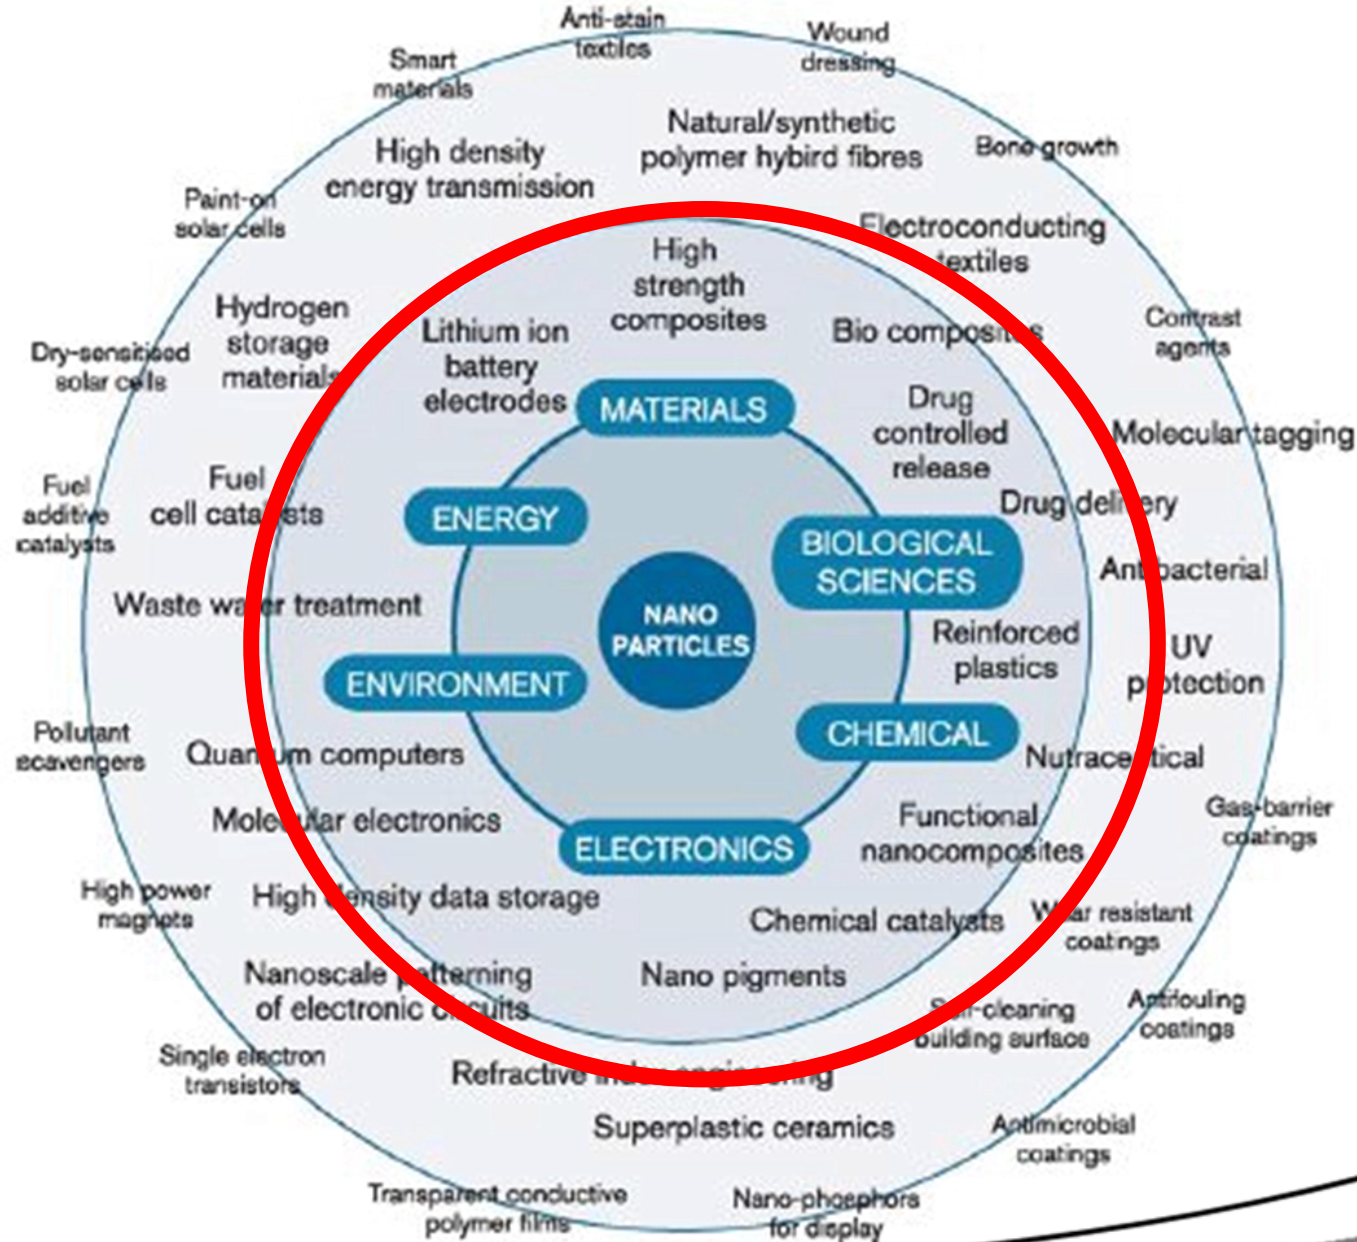 Anti-stain
textiles
Wound
dressing
Smart
materials
Natural/synthetic
polymer hybird fibres
Bone growth
High density
energy transmission
Paint-on
solar cells
Electroconducting
textiles
High
strength
composites
Hydrogen
storage
materials
Lithium ion
battery
electrodes
Bio composites
Contrast
agents
Dry-sensitised
solar cells
MATERIALS
Drug
controlled
release
Molecular tagging
Fuel
additive
catalysts
Fuel
cell catalysts
ENERGY
Drug delivery
BIOLOGICAL
SCIENCES
Antibacterial
Waste water treatment
NANO
PARTICLES
Reinforced
plastics
UV
protection
ENVIRONMENT
Pollutant
scavengers
Quantum computers
CHEMICAL
Nutraceutical
Molecular electronics
ELECTRONICS
Functional
nanocomposites
Gas-barrier
coatings
High power
magnets
High density data storage
Chemical catalysts
Wear resistant
coatings
Nanoscale patterning
of electronic circuits
Nano pigments
Self-cleaning
building surface
Antifouling
coatings
Single electron
transistors
Refractive index engineering
Superplastic ceramics
Antimicrobial
coatings
Transparent conductive
polymer films
Nano-phosphors
for display